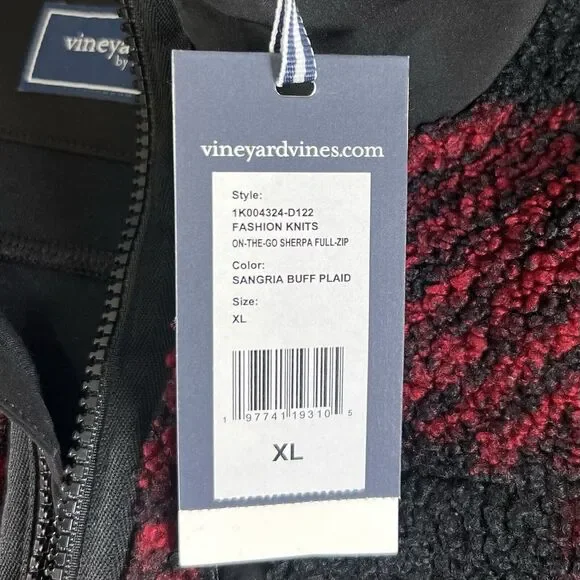 vineya
by
vineyardvines.com
Style:
1K004324-D122
FASHION KNITS
ON-THE-GO SHERPA FULL-ZIP
Color:
SANGRIA BUFF PLAID
Size:
XL
1 97741 19310 5
XL